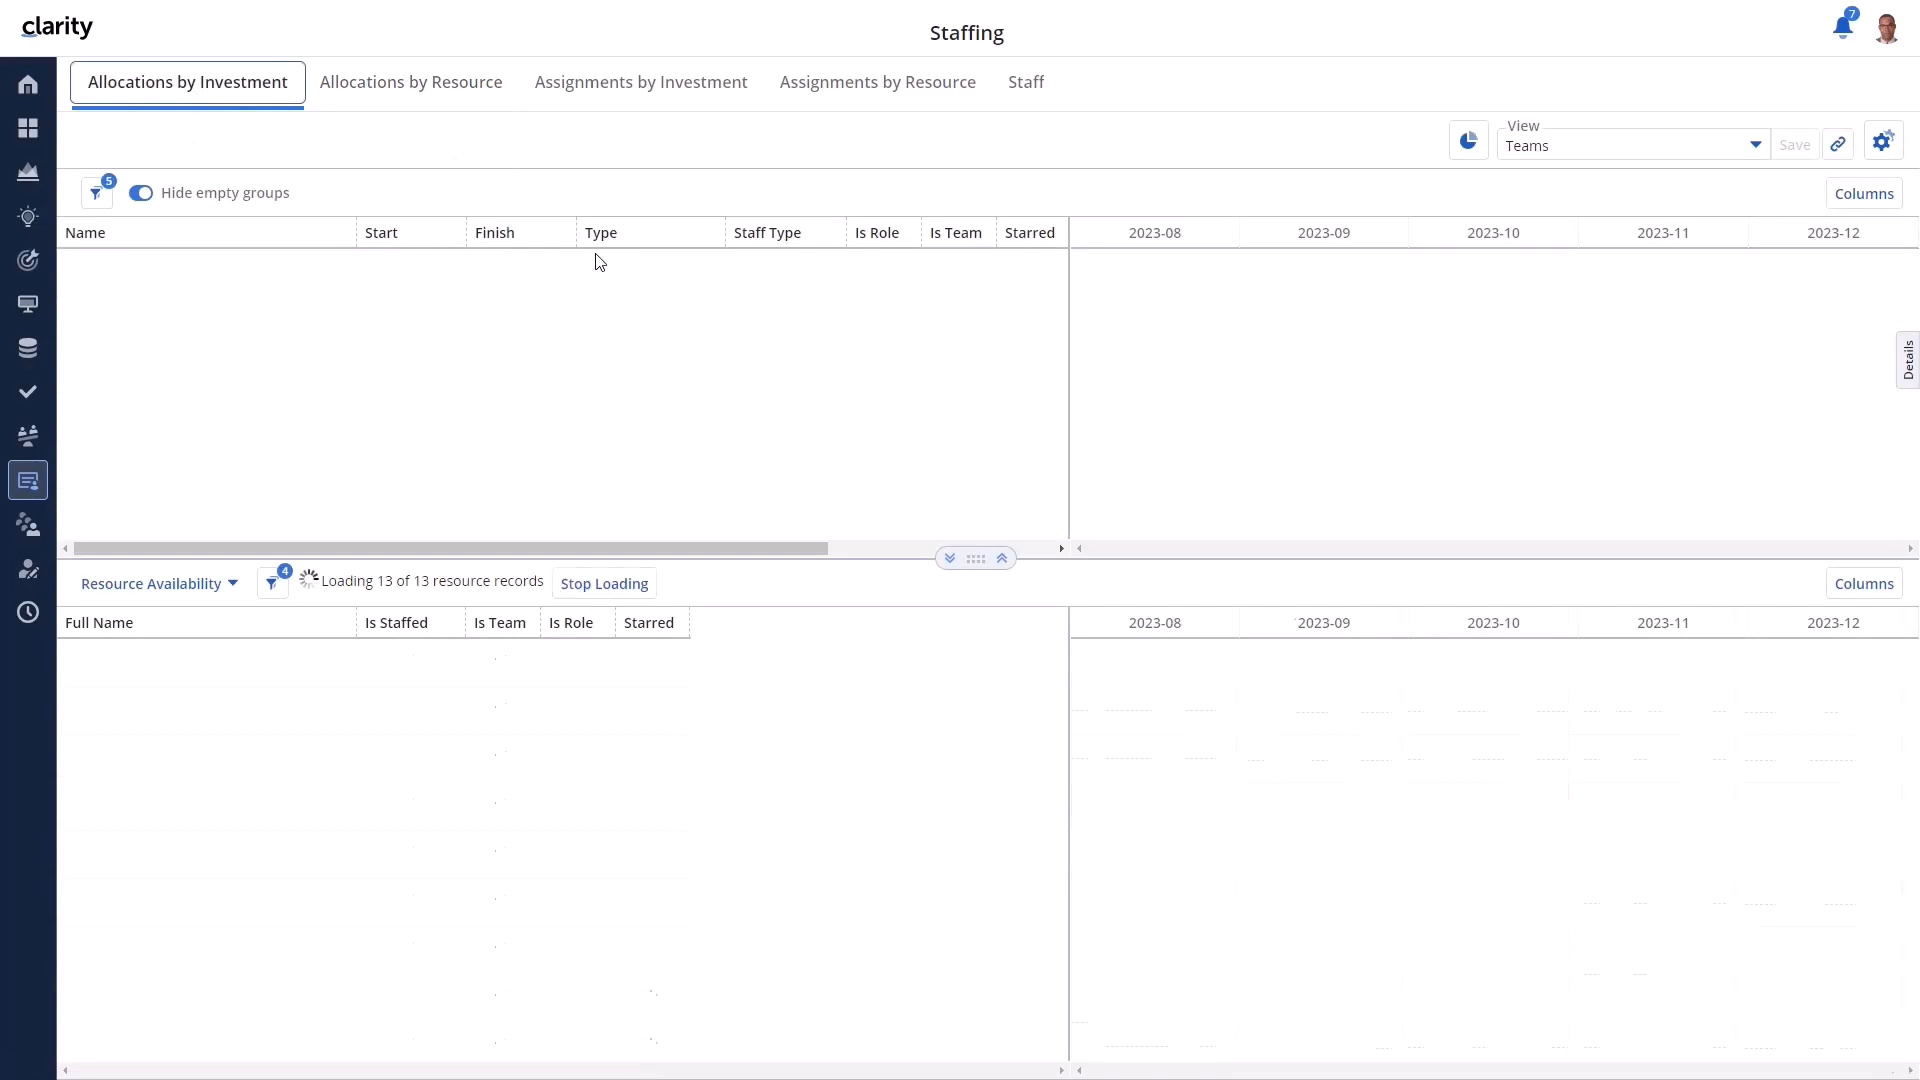 clarity
Staffing
7
Allocations by Investment
Allocations by Resource
Assignments by Investment
Assignments by Resource
Staff
View
Teams
Save
5
Hide empty groups
Columns
Name Start Finish Type Staff Type Is Role Is Team Starred 2023-08 2023-09 2023-10 2023-11 2023-12
Details
Resource Availability
4
Loading 13 of 13 resource records
Stop Loading
Columns
Full Name Is Staffed Is Team Is Role Starred 2023-08 2023-09 2023-10 2023-11 2023-12